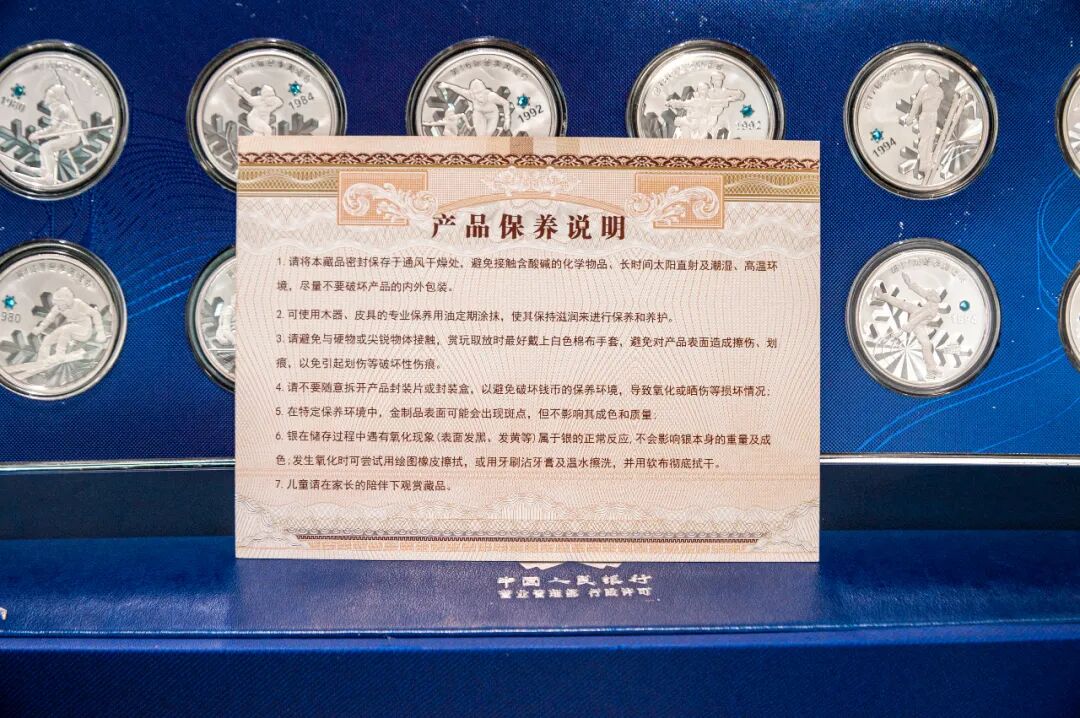 1984
1992
1992
1994
1980
1994
产品保养说明
1. 请将本藏品密封保存于通风干燥处，避免接触含酸碱的化学物品、长时间太阳直射及潮湿、高温环
境，尽量不要破坏产品的内外包装。
2. 可使用木器、皮具的专业保养用油定期涂抹，使其保持滋润来进行保养和养护。
3. 请避免与硬物或尖锐物体接触，赏玩取放时最好戴上白色棉布手套，避免对产品表面造成擦伤、划
痕，以免引起划伤等破坏性伤痕。
4. 请不要随意拆开产品封装片或封装盒，以避免破坏钱币的保养环境，导致氧化或晒伤等损坏情况；
5. 在特定保养环境中，金制品表面可能会出现斑点，但不影响其成色和质量；
6. 银在储存过程中遇有氧化现象(表面发黑、发黄等)属于银的正常反应,不会影响银本身的重量及成
色;发生氧化时可尝试用绘图橡皮擦拭，或用牙刷沾牙膏及温水擦洗，并用软布彻底拭干。
7. 儿童请在家长的陪伴下观赏藏品。
中国人民银行
营业管理部 行政许可